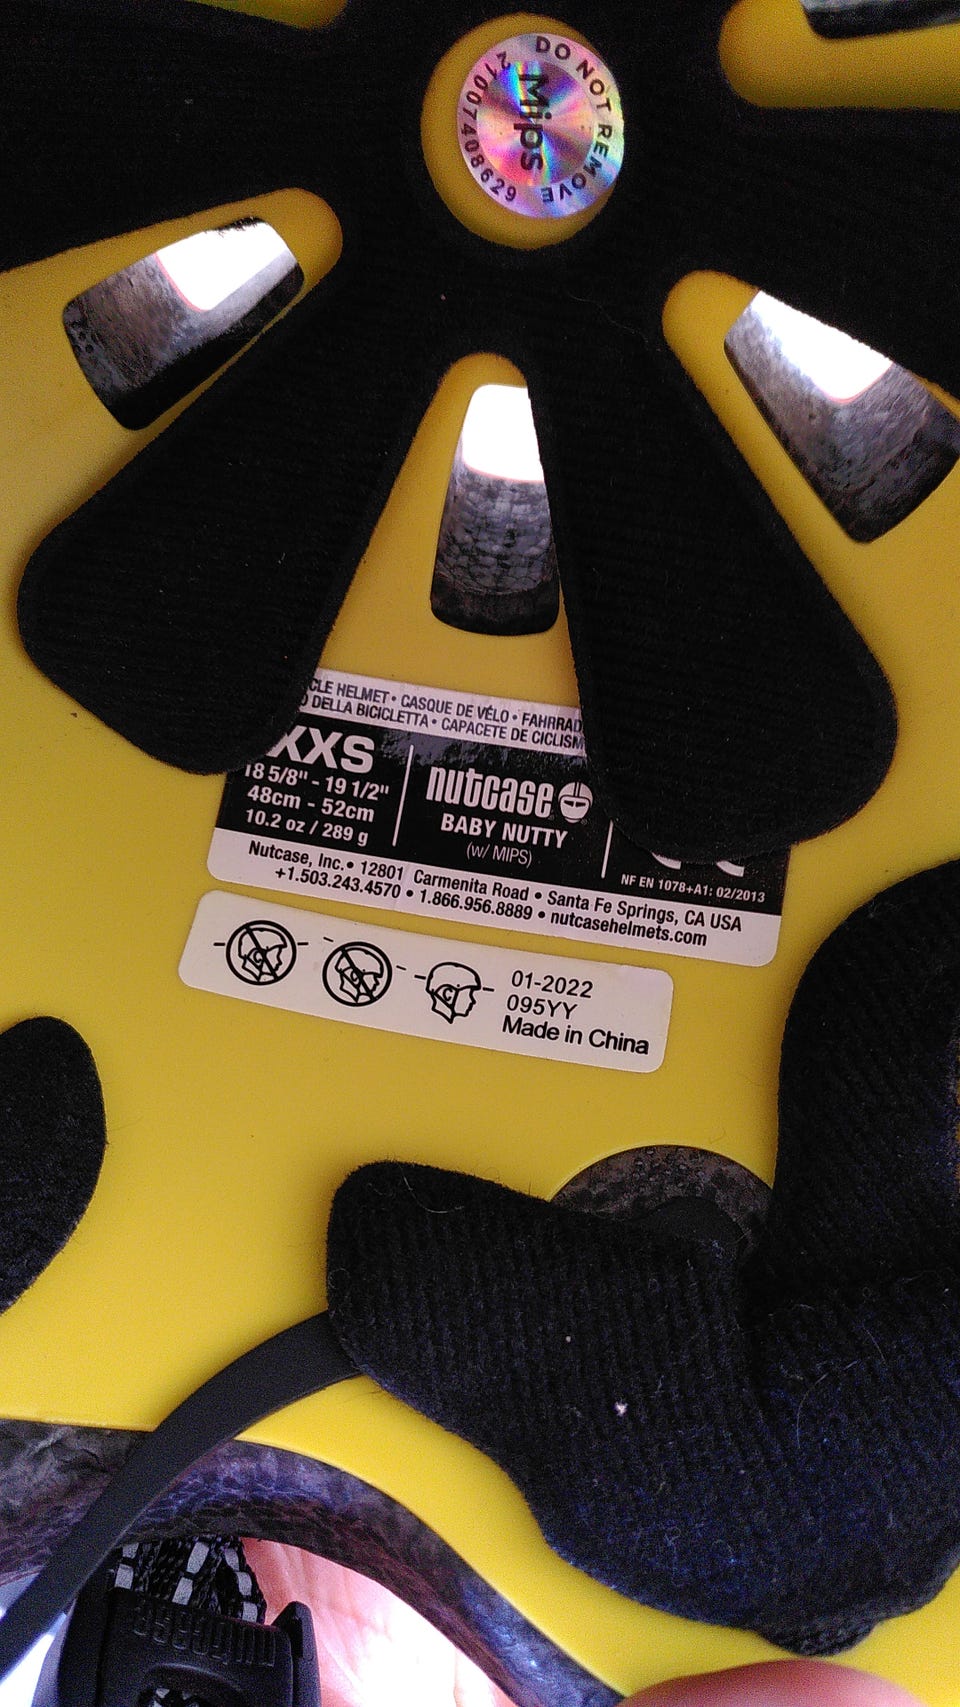 DO NOT REMOVE
Mips
21007408629
CLE HELMET • CASQUE DE VÉLO • FAHRRAD
DELLA BICICLETTA • CAPACETE DE CICLISM
XXS
18 5/8" - 19 1/2"
48cm - 52cm
10.2 oz / 289 g
nutcase
BABY NUTTY
(w/ MIPS)
NF EN 1078+A1: 02/2013
Nutcase, Inc. • 12801 Carmenita Road • Santa Fe Springs, CA USA
+1.503.243.4570 • 1.866.956.8889 • nutcasehelmets.com
01-2022
095YY
Made in China